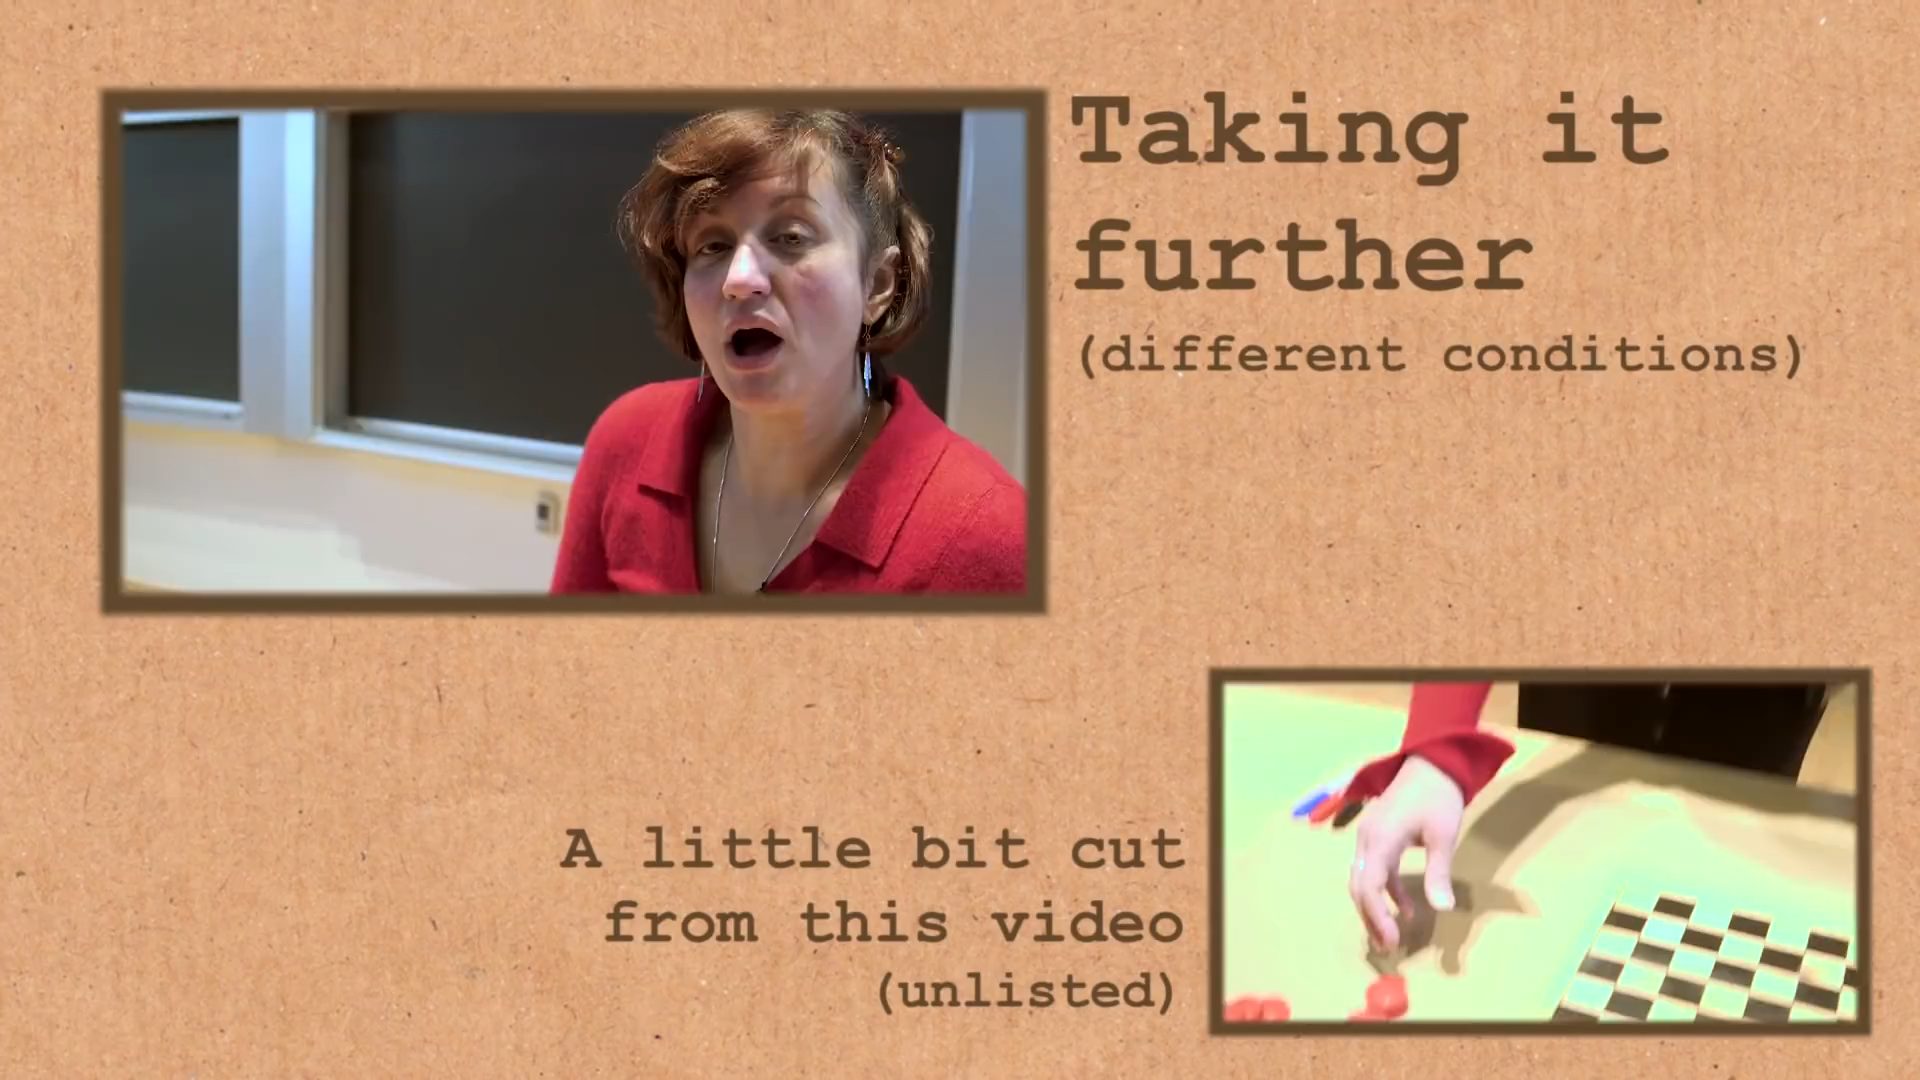 Taking it
further
(different conditions)
A little bit cut
from this video
(unlisted)